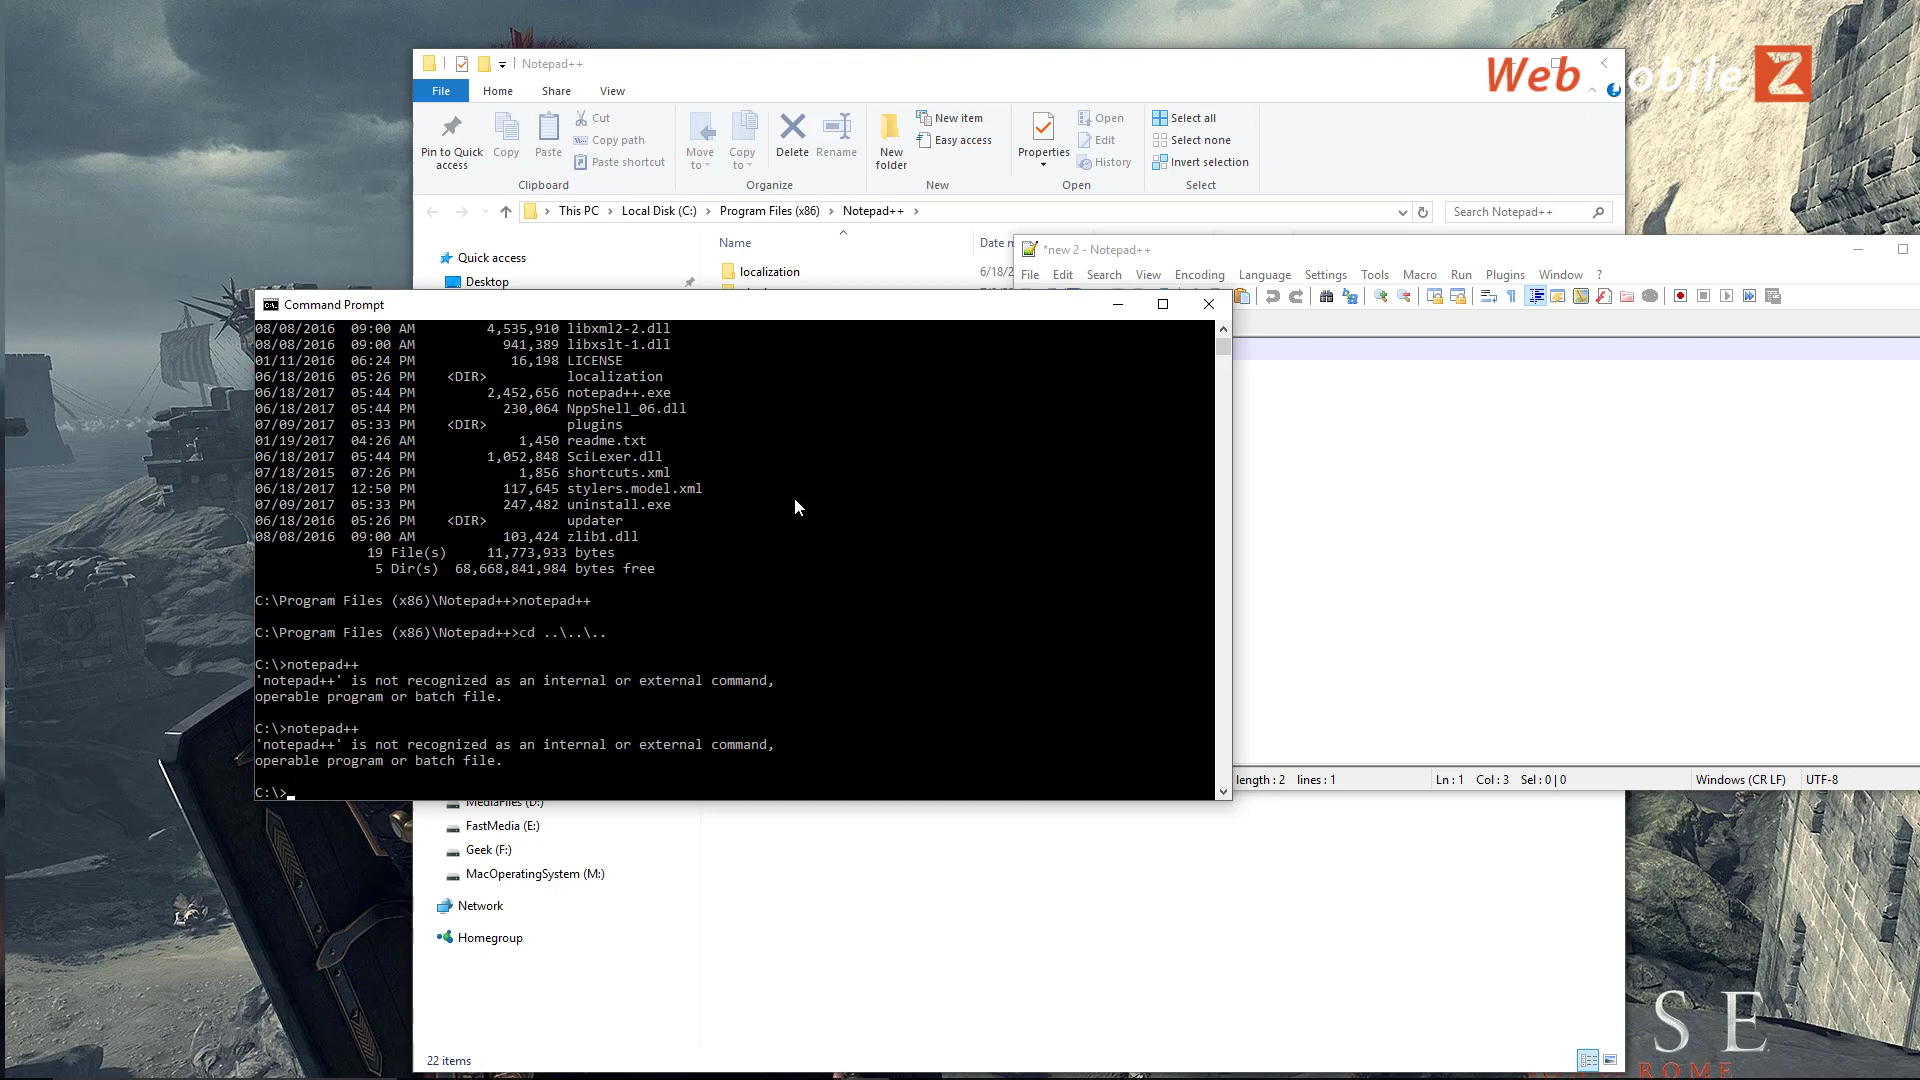 Notepad++
Web Mobile Z
File Home Share View
Pin to Quick access
Copy
Paste
Cut
Copy path
Paste shortcut
Clipboard
Move to
Copy to
Delete
Rename
Organize
New folder
New item
Easy access
New
Properties
Open
Edit
History
Open
Select all
Select none
Invert selection
Select
This PC > Local Disk (C:) > Program Files (x86) > Notepad++ >
Search Notepad++
Name
Quick access
Desktop
localization
6/18/2
*new 2 - Notepad++
File Edit Search View Encoding Language Settings Tools Macro Run Plugins Window ?
Command Prompt
08/08/2016 09:00 AM 4,535,910 libxml2-2.dll
08/08/2016 09:00 AM 941,389 libxslt-1.dll
01/11/2016 06:24 PM 16,198 LICENSE
06/18/2016 05:26 PM <DIR> localization
06/18/2017 05:44 PM 2,452,656 notepad++.exe
06/18/2017 05:44 PM 230,064 NppShell_06.dll
07/09/2017 05:33 PM <DIR> plugins
01/19/2017 04:26 AM 1,450 readme.txt
06/18/2017 05:44 PM 1,052,848 SciLexer.dll
07/18/2015 07:26 PM 1,856 shortcuts.xml
06/18/2017 12:50 PM 117,645 stylers.model.xml
07/09/2017 05:33 PM 247,482 uninstall.exe
06/18/2016 05:26 PM <DIR> updater
08/08/2016 09:00 AM 103,424 zlib1.dll
19 File(s) 11,773,933 bytes
5 Dir(s) 68,668,841,984 bytes free
C:\Program Files (x86)\Notepad++>notepad++
C:\Program Files (x86)\Notepad++>cd ..\..\..
C:\>notepad++
'notepad++' is not recognized as an internal or external command,
operable program or batch file.
C:\>notepad++
'notepad++' is not recognized as an internal or external command,
operable program or batch file.
C:\>
length : 2 lines : 1 Ln : 1 Col : 3 Sel : 0 | 0 Windows (CR LF) UTF-8
MediaFiles (D:)
FastMedia (E:)
Geek (F:)
MacOperatingSystem (M:)
Network
Homegroup
22 items
S E
ROME